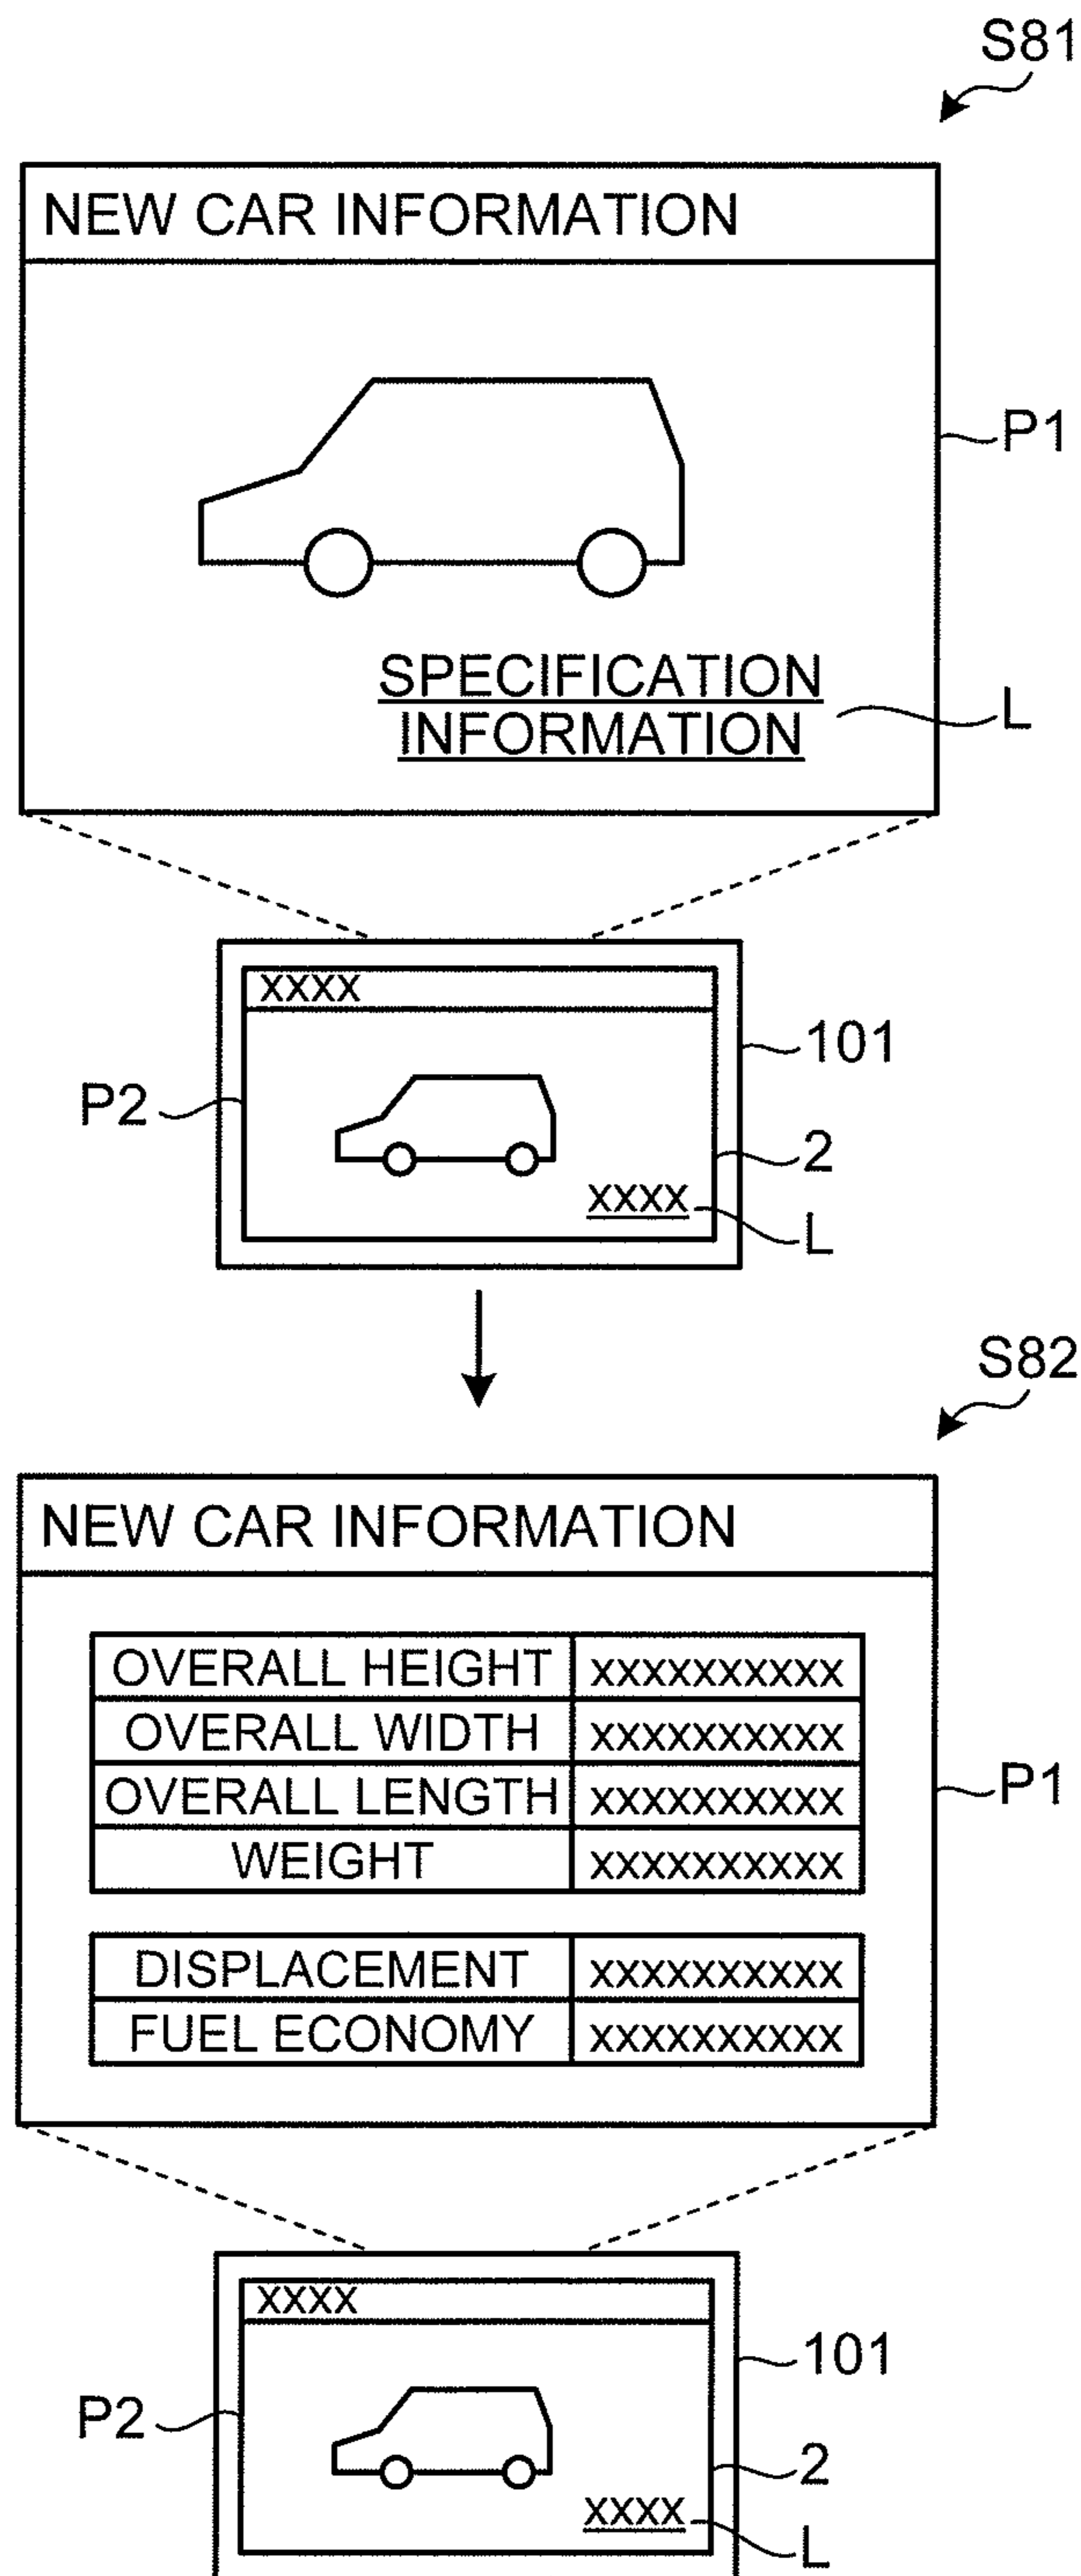 S81
NEW CAR INFORMATION
P1
SPECIFICATION
INFORMATION
L
XXXX
101
P2
2
XXXX
L
S82
NEW CAR INFORMATION
OVERALL HEIGHT XXXXXXXXXX
OVERALL WIDTH XXXXXXXXXX
OVERALL LENGTH XXXXXXXXXX
WEIGHT XXXXXXXXXX
P1
DISPLACEMENT XXXXXXXXXX
FUEL ECONOMY XXXXXXXXXX
XXXX
101
P2
2
XXXX
L